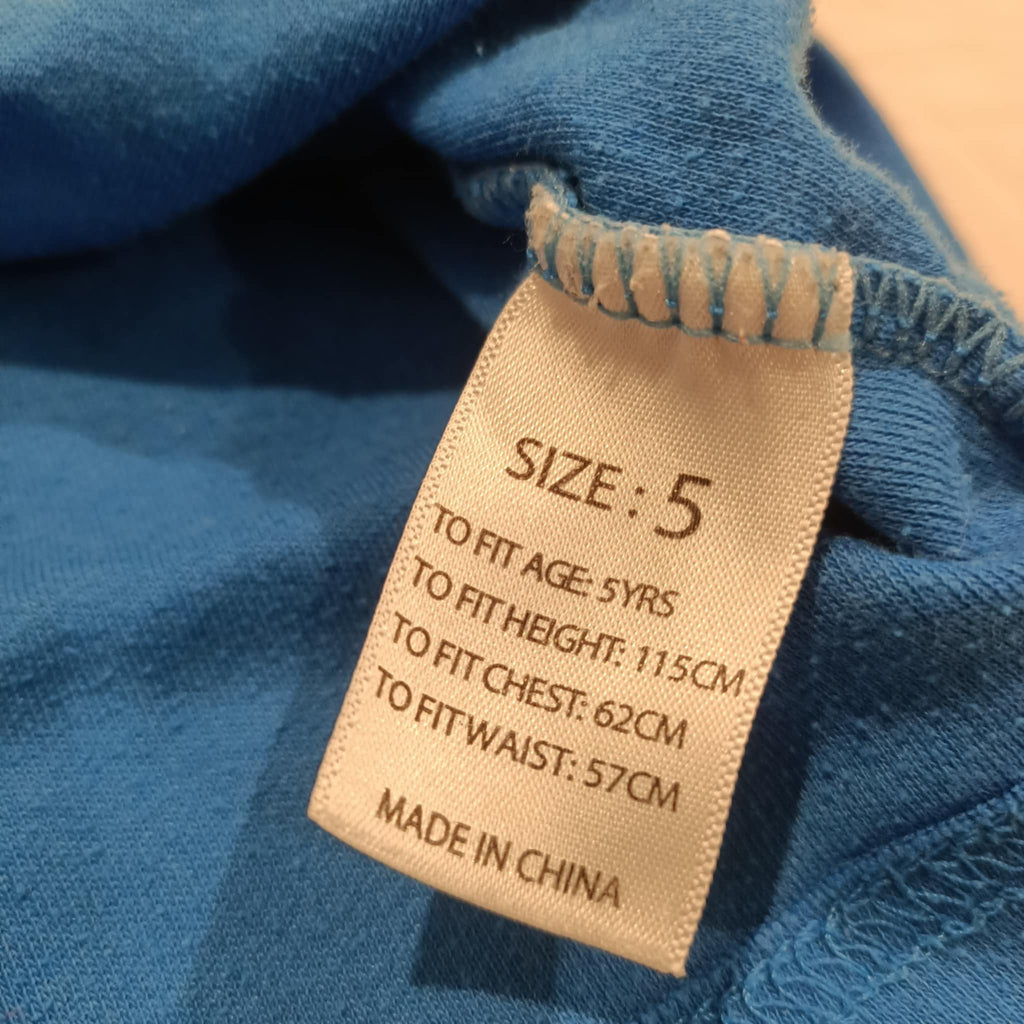 SIZE: 5
TO FIT AGE: 5YRS
TO FIT HEIGHT: 115CM
TO FIT CHEST: 62CM
TO FIT WAIST: 57CM
MADE IN CHINA